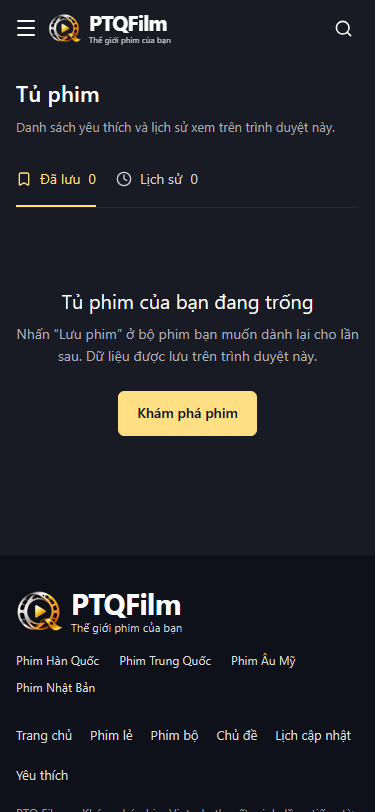 PTQFilm
Thế giới phim của bạn
Tủ phim
Danh sách yêu thích và lịch sử xem trên trình duyệt này.
Đã lưu 0 Lịch sử 0
Tủ phim của bạn đang trống
Nhấn “Lưu phim” ở bộ phim bạn muốn dành lại cho lần
sau. Dữ liệu được lưu trên trình duyệt này.
Khám phá phim
PTQFilm
Thế giới phim của bạn
Phim Hàn Quốc Phim Trung Quốc Phim Âu Mỹ
Phim Nhật Bản
Trang chủ Phim lẻ Phim bộ Chủ đề Lịch cập nhật
Yêu thích